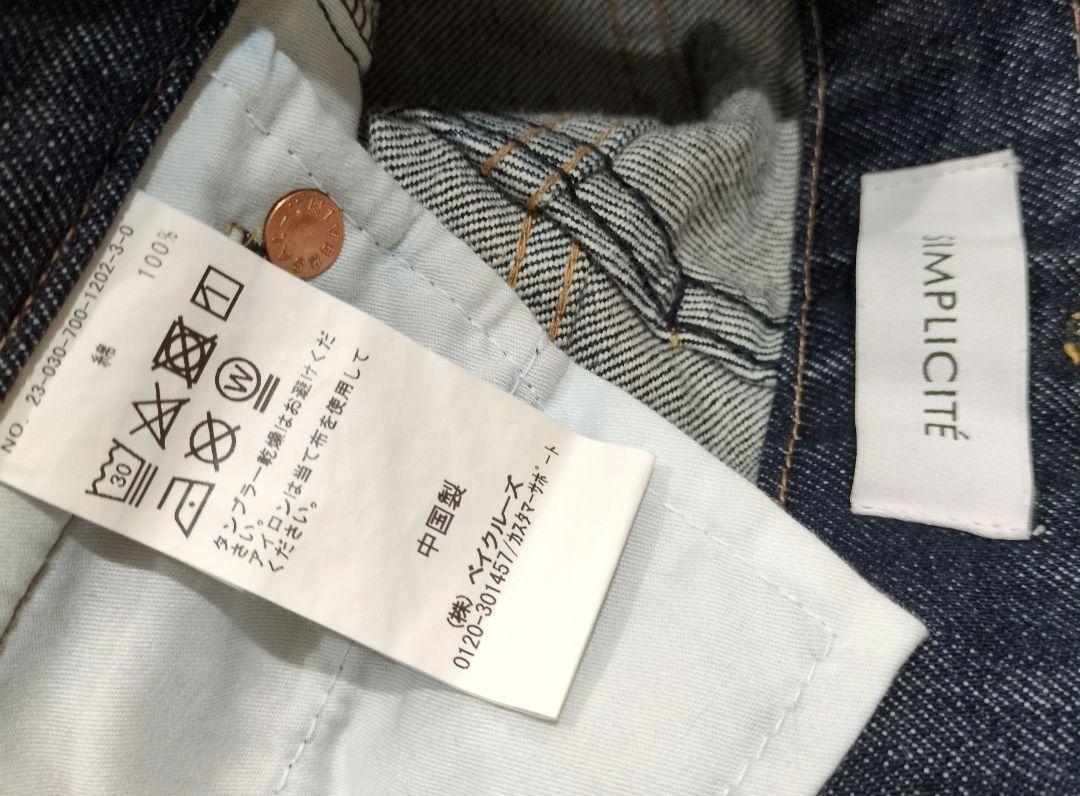 NO. 23-030-700-1202-3-0
綿 100%
30
W
タンブラー乾燥はお避けくだ
さい。
アイロンは当て布を使用して
ください。
中国製
(株) ベイクルーズ
0120-301457/カスタマーサポート
SIMPLICITÉ